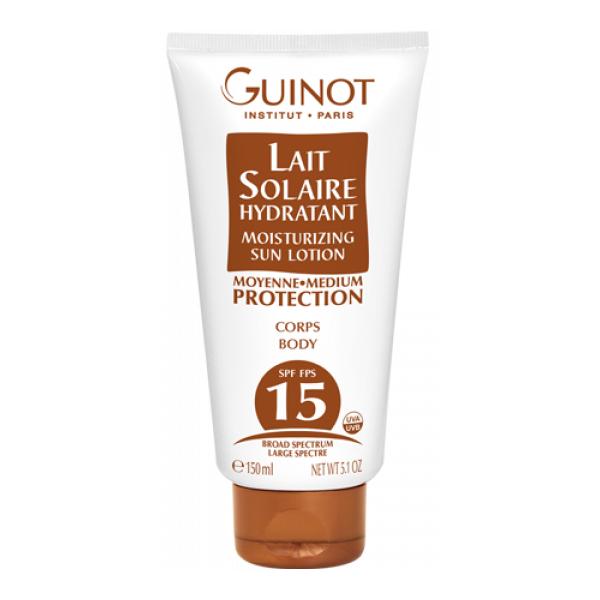 GUINOT
INSTITUT • PARIS
LAIT
SOLAIRE
HYDRATANT
MOISTURIZING
SUN LOTION
MOYENNE•MEDIUM
PROTECTION
CORPS
BODY
SPF FPS
15
UVA
UVB
BROAD SPECTRUM
LARGE SPECTRE
℮ 150 ml NET WT 5.1 OZ